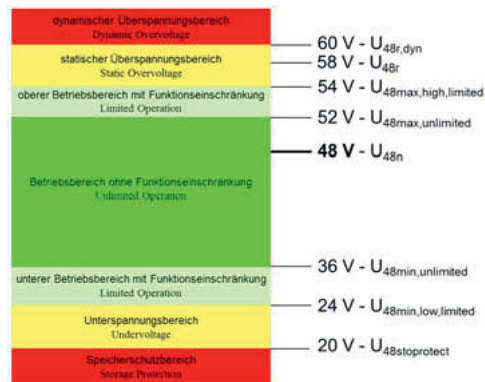 dynamischer Überspannungsbereich
Dynamic Overvoltage
60 V - U48r,dyn
statischer Überspannungsbereich
58 V - U48r
Static Overvoltage
54 V - U48max,high,limited
oberer Betriebsbereich mit Funktionseinschränkung
Limited Operation
52 V - U48max,unlimited
48 V - U48n
Betriebsbereich ohne Funktionseinschränkung
Unlimited Operation
36 V - U48min,unlimited
unterer Betriebsbereich mit Funktionseinschränkung
Limited Operation
24 V - U48min,low,limited
Unterspannungsbereich
Undervoltage
20 V - U48stoprotect
Speicherschutzbereich
Storage Protection